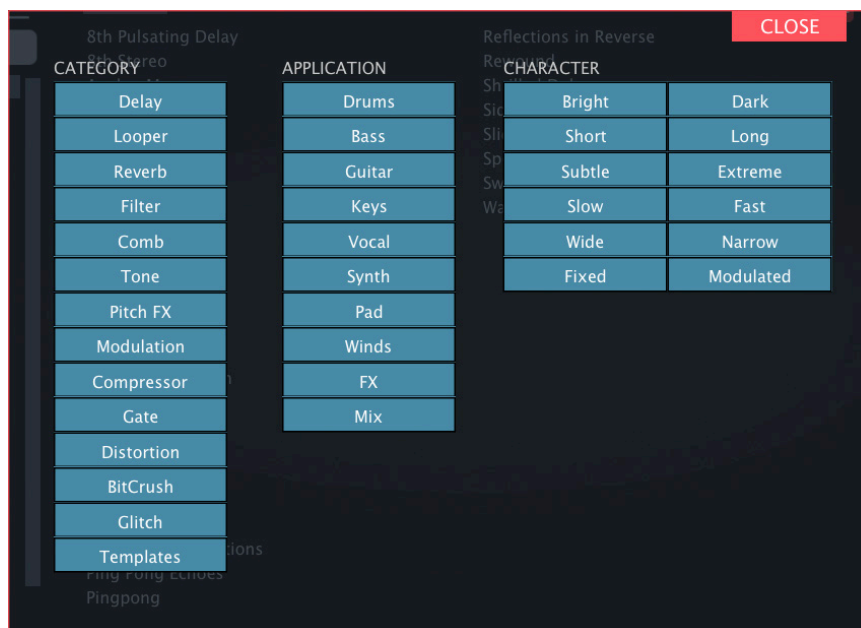 CLOSE
8th Pulsating Delay
Reflections in Reverse
8th Stereo
CATEGORY
APPLICATION
CHARACTER
Delay
Looper
Reverb
Filter
Comb
Tone
Pitch FX
Modulation
Compressor
Gate
Distortion
BitCrush
Glitch
Templates
Drums
Bass
Guitar
Keys
Vocal
Synth
Pad
Winds
FX
Mix
Bright Dark
Short Long
Subtle Extreme
Slow Fast
Wide Narrow
Fixed Modulated
Ping Pong Echoes
Pingpong